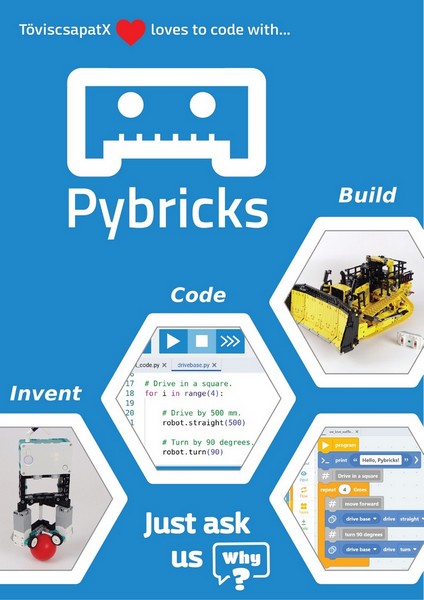 TöviscsapatX loves to code with...
Pybricks
Build
Code
_code.py × drivebase.py ×
17 # Drive in a square.
18 for i in range(4):
19
20 # Drive by 500 mm.
robot.straight(500)
# Turn by 90 degrees.
robot.turn(90)
Invent
program
print " Hello, Pybricks! "
# Drive in a square
repeat 4 times
# move forward
drive base drive straight
# turn 90 degrees
drive base drive turn
Just ask
us Why
?